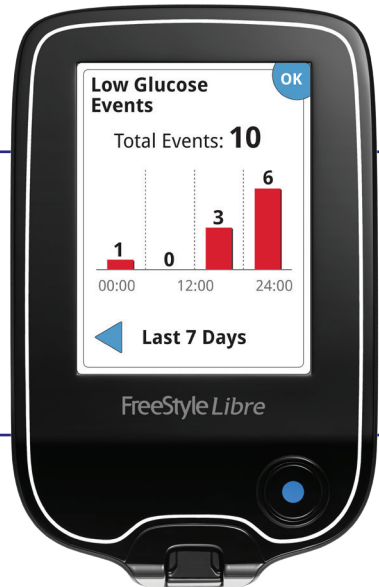 OK
Low Glucose
Events
Total Events: 10
1
0
3
6
00:00 12:00 24:00
Last 7 Days
FreeStyle Libre